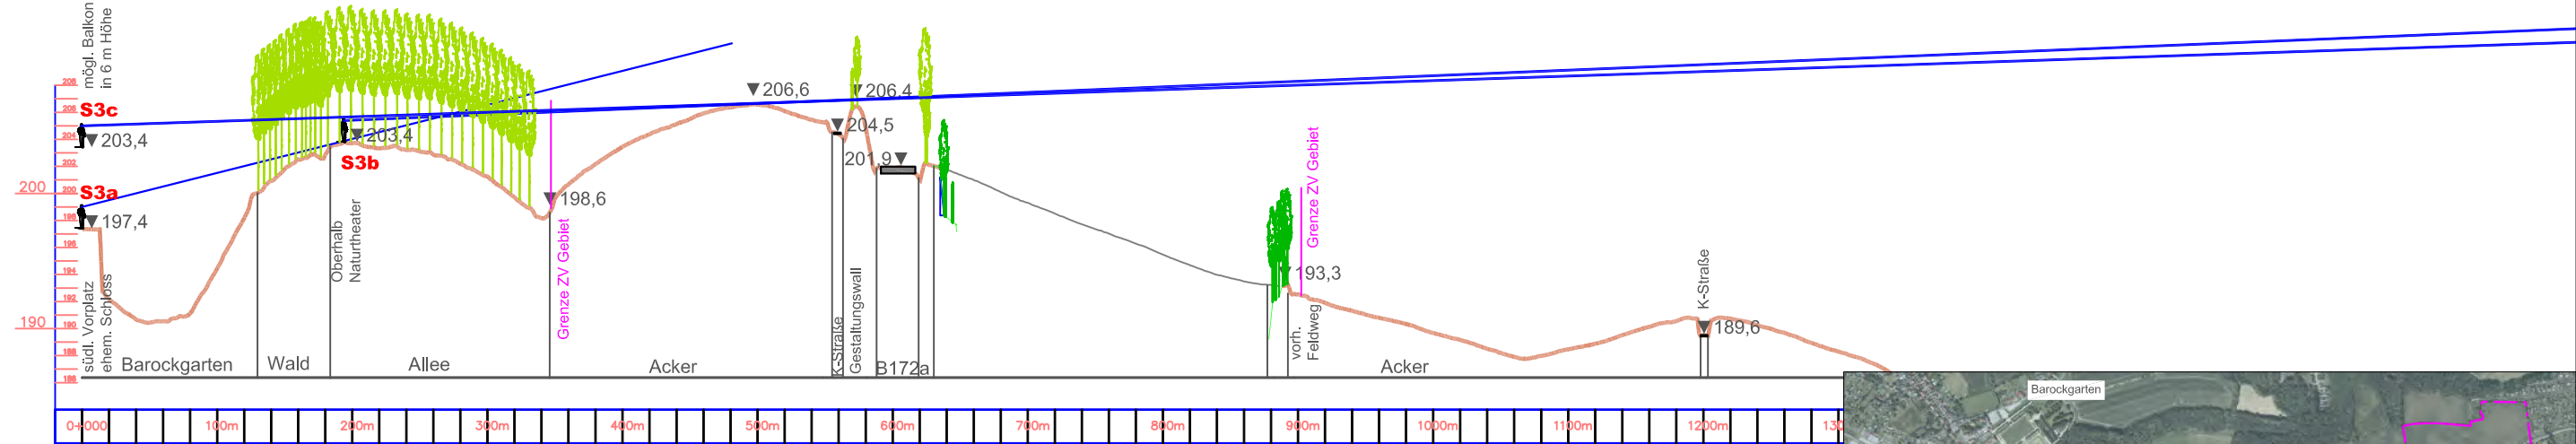 mögl. Balkon
in 6 m Höhe
S3c
203,4
S3a
197,4
200
190
südl. Vorplatz
ehem. Schloss
Barockgarten
Wald
S3b
203,4
Oberhalb
Naturtheater
Allee
198,6
Grenze ZV Gebiet
Acker
206,6
204,5
206,4
201,9
K-Straße
Gestaltungswall
B172a
193,3
Grenze ZV Gebiet
vorh.
Feldweg
Acker
K-Straße
189,6
Barockgarten
0+000
100m
200m
300m
400m
500m
600m
700m
800m
900m
1000m
1100m
1200m